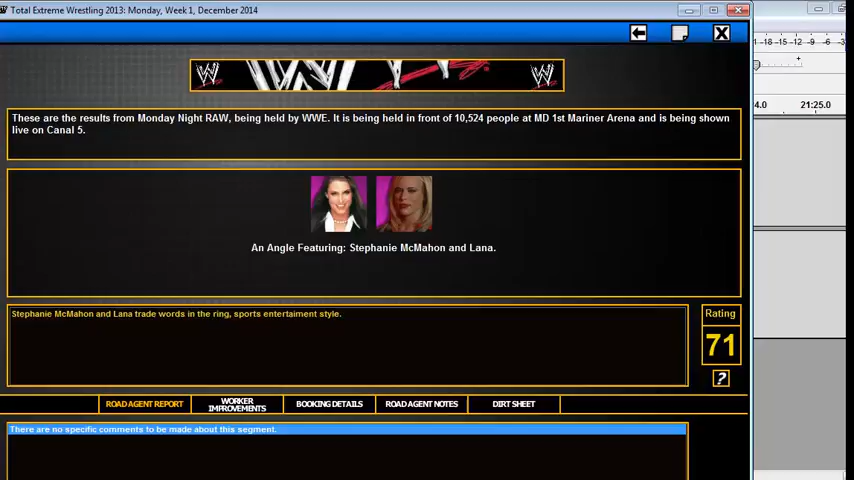 Total Extreme Wrestling 2013: Monday, Week 1, December 2014
These are the results from Monday Night RAW, being held by WWE. It is being held in front of 10,524 people at MD 1st Mariner Arena and is being shown
live on Canal 5.
An Angle Featuring: Stephanie McMahon and Lana.
Stephanie McMahon and Lana trade words in the ring, sports entertaiment style.
Rating
71
?
ROAD AGENT REPORT
WORKER
IMPROVEMENTS
BOOKING DETAILS
ROAD AGENT NOTES
DIRT SHEET
There are no specific comments to be made about this segment.
-18 -15 -12 -9 -6 -3
4.0 21:25.0